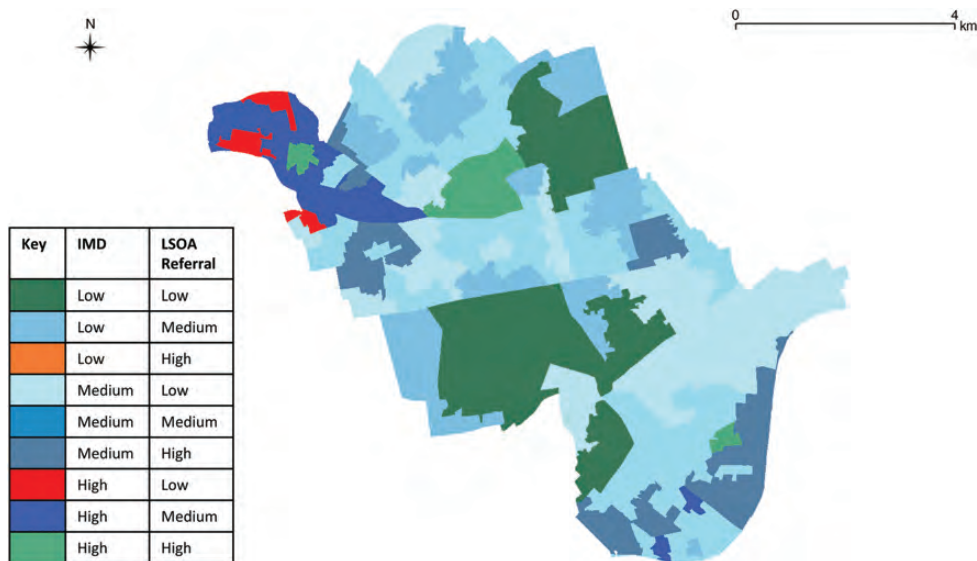 N
0 4
km
Key IMD LSOA Referral
Low Low
Low Medium
Low High
Medium Low
Medium Medium
Medium High
High Low
High Medium
High High